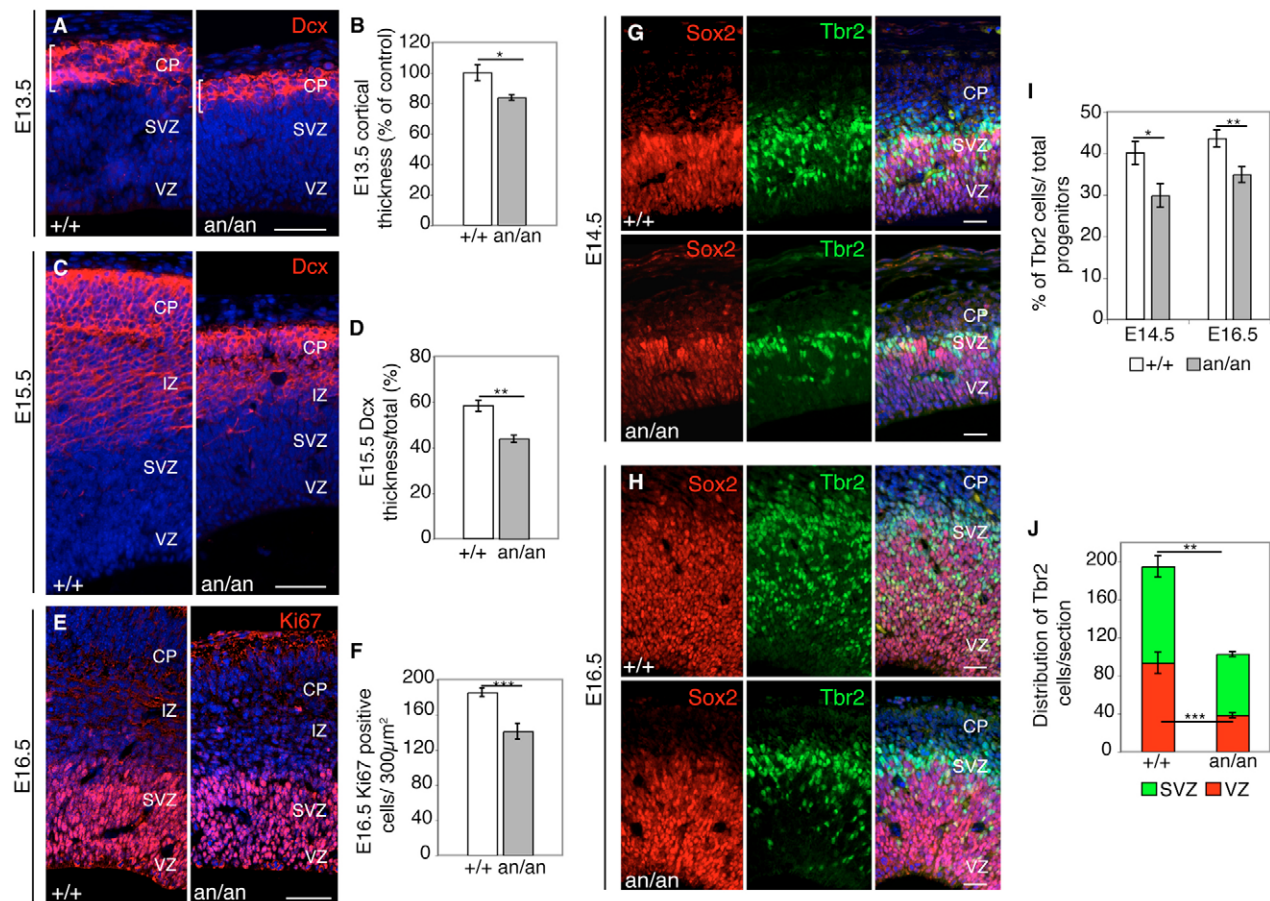 A
Dcx
CP
SVZ
VZ
+/+
CP
SVZ
VZ
an/an
E13.5
B
E13.5 cortical
thickness (% of control)
120
100
80
60
40
20
0
*
+/+ an/an
C
Dcx
CP
IZ
SVZ
VZ
+/+
CP
IZ
SVZ
VZ
an/an
E15.5
D
E15.5 Dcx
thickness/total (%)
80
60
40
20
0
**
+/+ an/an
E
Ki67
CP
IZ
SVZ
VZ
+/+
CP
IZ
SVZ
VZ
an/an
E16.5
F
E16.5 Ki67 positive
cells/ 300µm²
200
160
120
80
40
0
***
+/+ an/an
G
Sox2
Tbr2
CP
SVZ
VZ
+/+
Sox2
Tbr2
CP
SVZ
VZ
an/an
E14.5
H
Sox2
Tbr2
CP
SVZ
VZ
+/+
Sox2
Tbr2
CP
SVZ
VZ
an/an
E16.5
I
% of Tbr2 cells/ total
progenitors
50
40
30
20
10
0
*
**
E14.5 E16.5
+/+ an/an
J
Distribution of Tbr2
cells/section
200
160
120
80
40
0
**
***
+/+ an/an
SVZ VZ